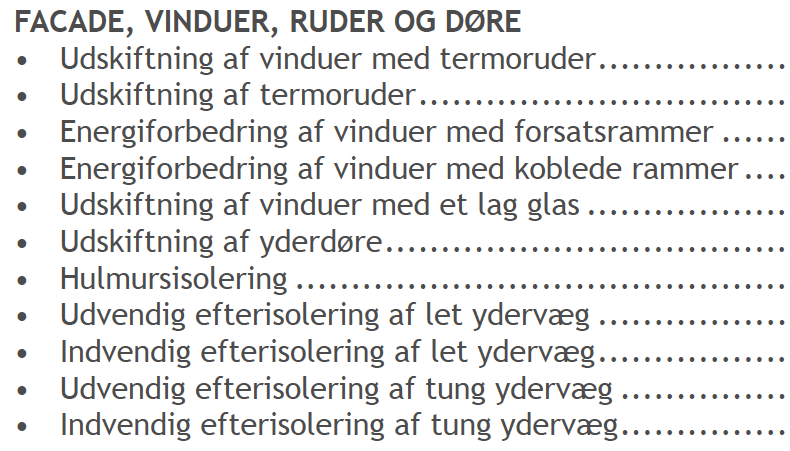 FACADE, VINDUER, RUDER OG DØRE
• Udskiftning af vinduer med termoruder.................
• Udskiftning af termoruder.................................
• Energiforbedring af vinduer med forsatsrammer ......
• Energiforbedring af vinduer med koblede rammer ....
• Udskiftning af vinduer med et lag glas ..................
• Udskiftning af yderdøre....................................
• Hulmursisolering ............................................
• Udvendig efterisolering af let ydervæg .................
• Indvendig efterisolering af let ydervæg.................
• Udvendig efterisolering af tung ydervæg ...............
• Indvendig efterisolering af tung ydervæg...............